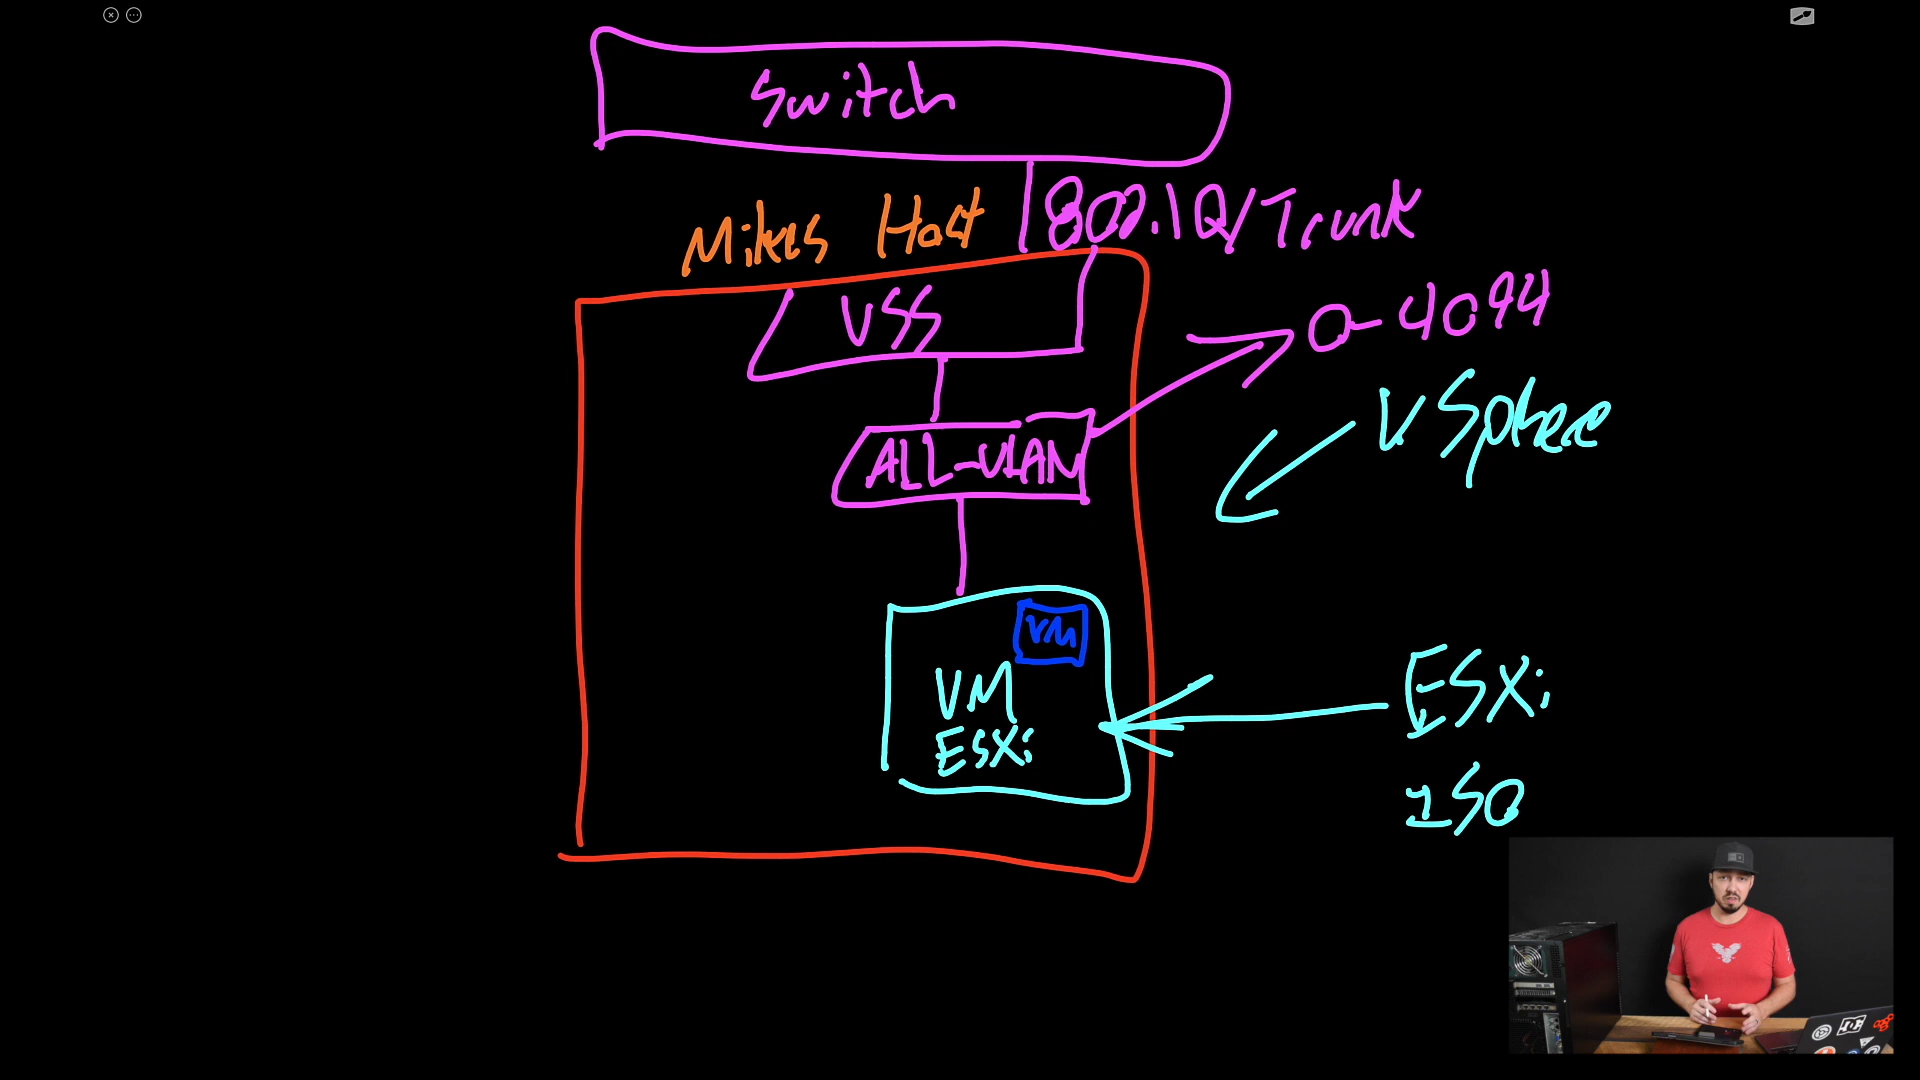 Switch
Mikes Host
802.1Q/Trunk
VSS
0-4094
ALL-VLAN
VSphere
VM
VM
ESXi
ESXi
ISO